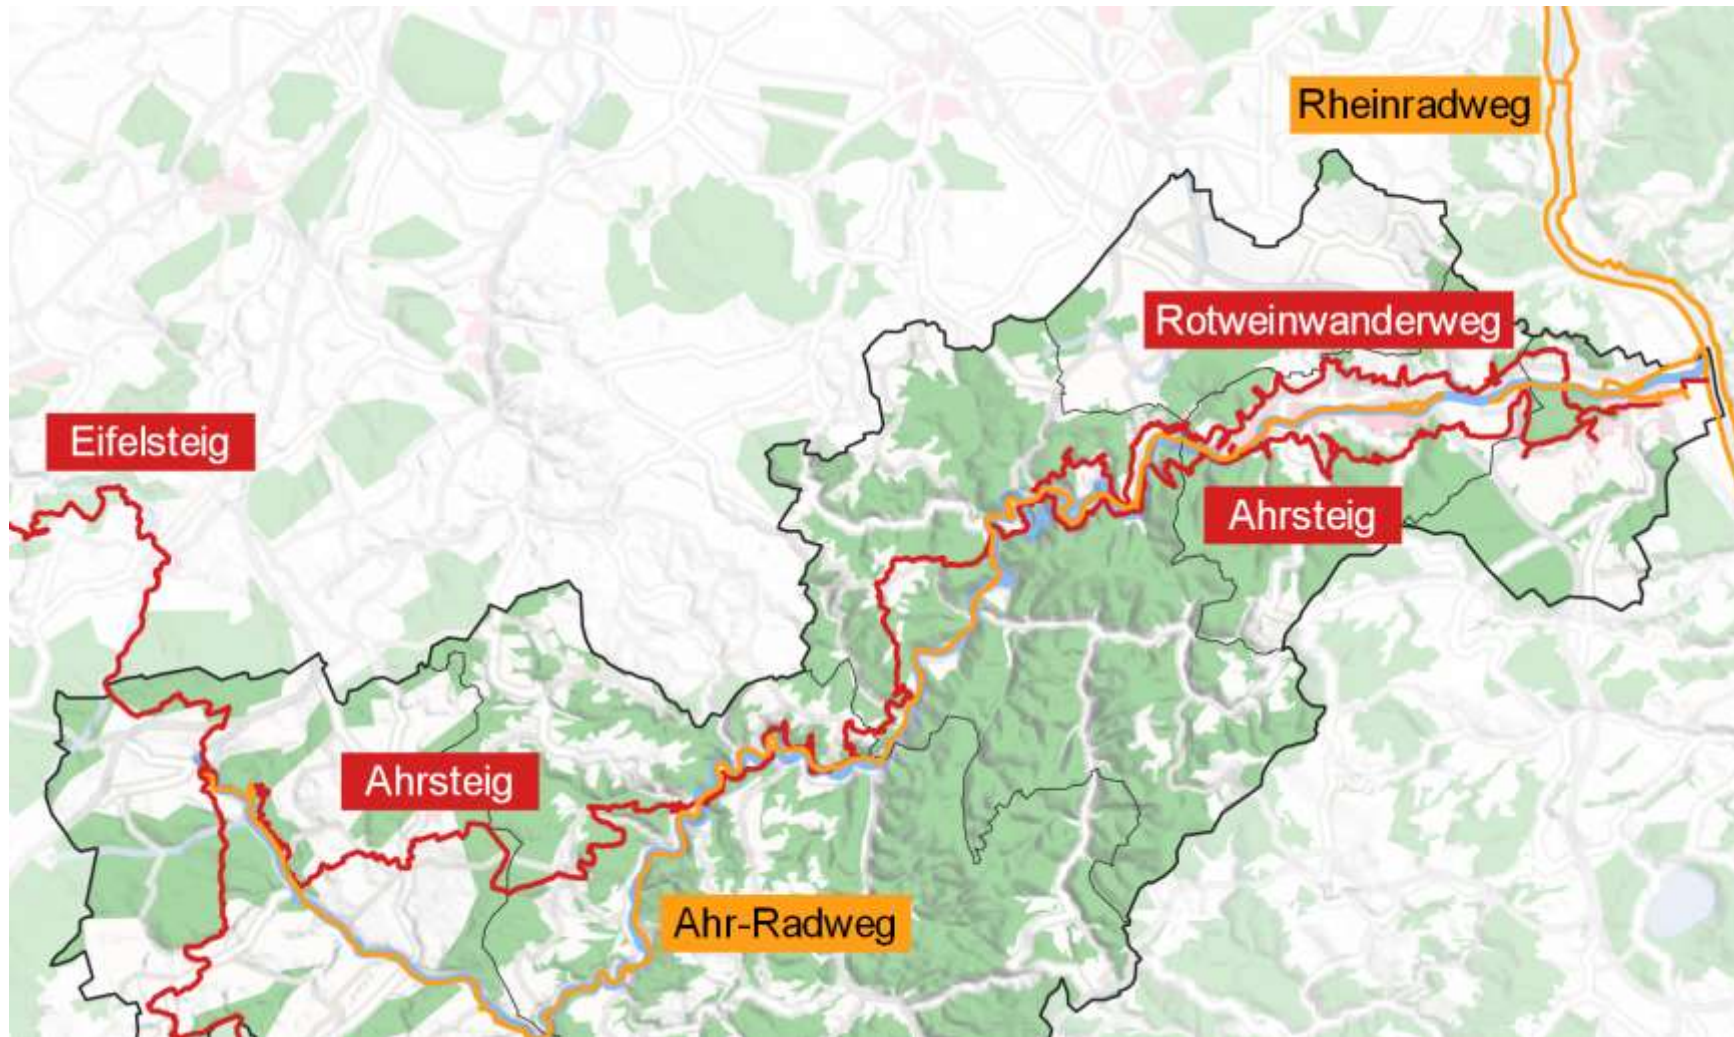 Rheinradweg
Rotweinwanderweg
Eifelsteig
Ahrsteig
Ahrsteig
Ahr-Radweg